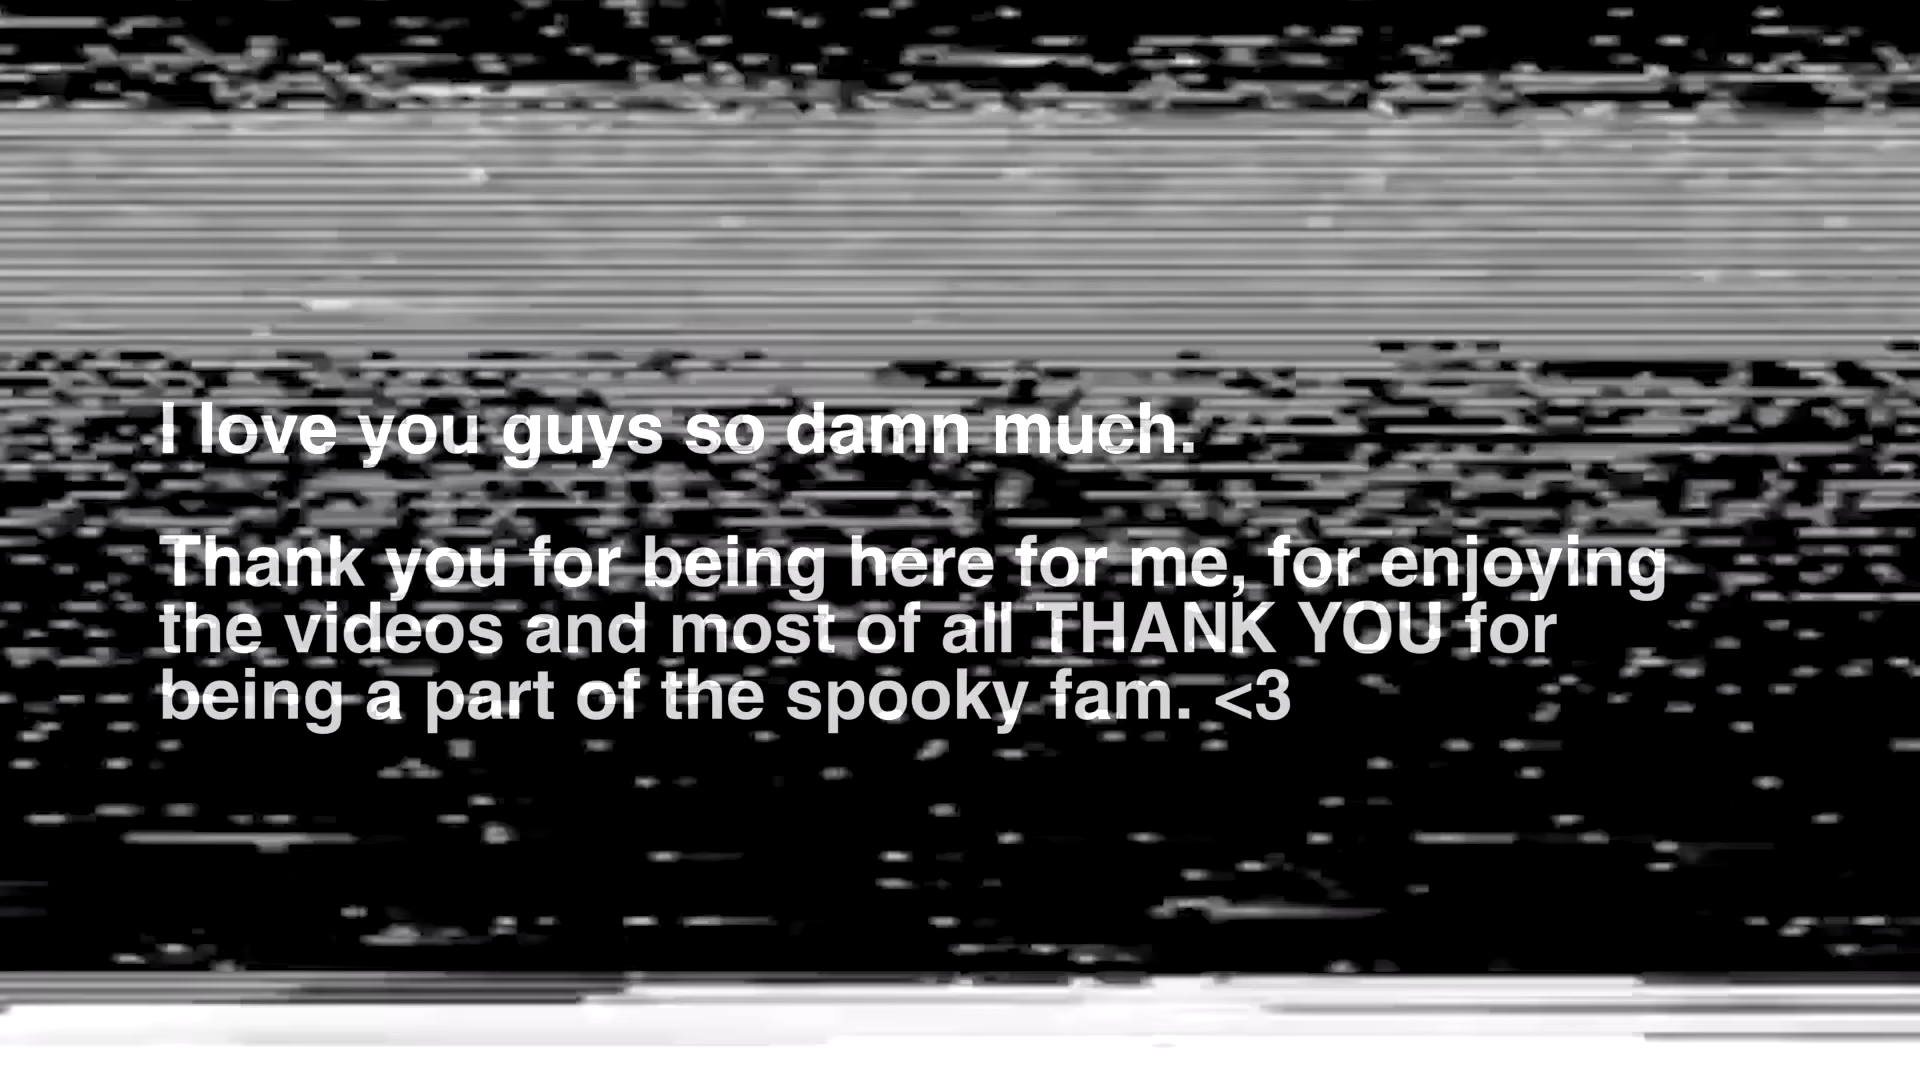 I love you guys so damn much.
Thank you for being here for me, for enjoying
the videos and most of all THANK YOU for
being a part of the spooky fam. <3